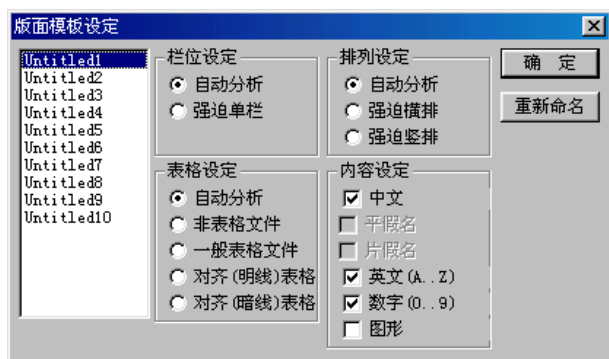 版面模板设定
Untitled1
Untitled2
Untitled3
Untitled4
Untitled5
Untitled6
Untitled7
Untitled8
Untitled9
Untitled10
栏位设定
自动分析
强迫单栏
排列设定
自动分析
强迫横排
强迫竖排
表格设定
自动分析
非表格文件
一般表格文件
对齐(明线)表格
对齐(暗线)表格
内容设定
中文
平假名
片假名
英文(A..Z)
数字(0..9)
图形
确 定
重新命名